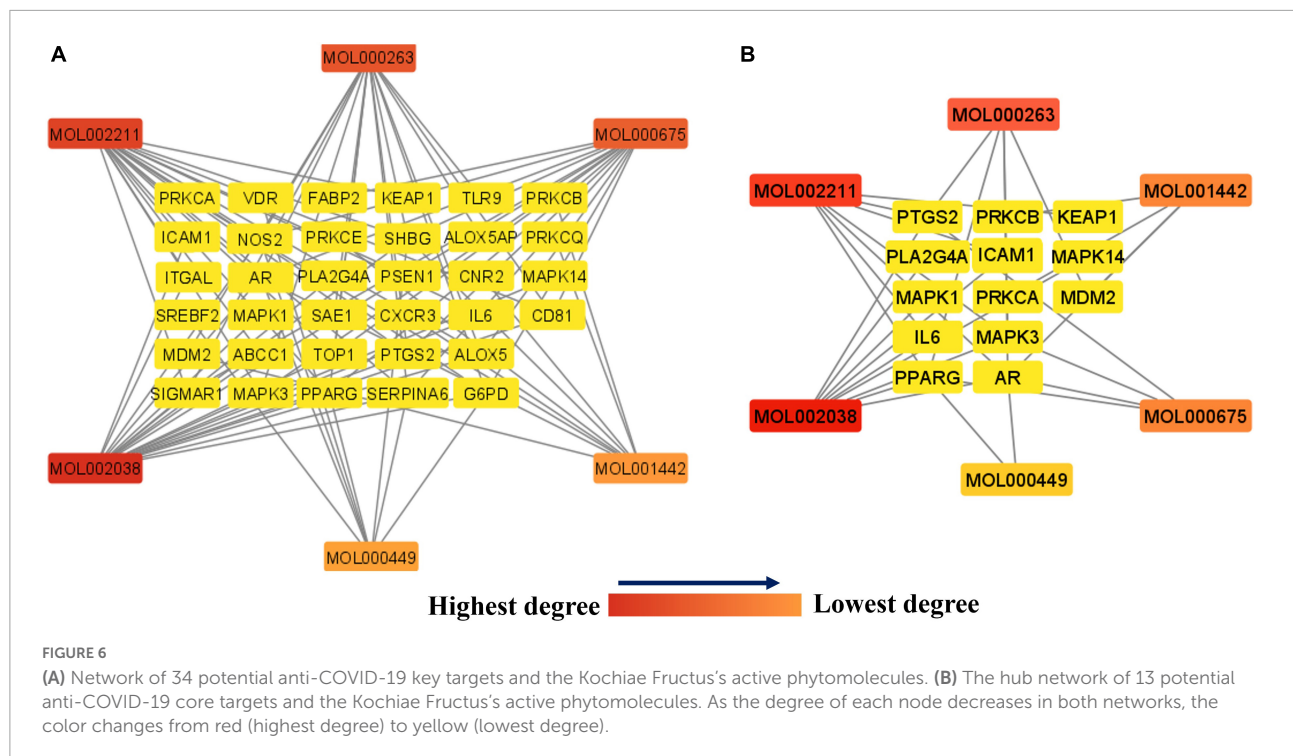 A
B
MOL000263
MOL002211
MOL000675
PRKCA VDR FABP2 KEAP1 TLR9 PRKCB
ICAM1 NOS2 PRKCE SHBG ALOX5AP PRKCQ
ITGAL AR PLA2G4A PSEN1 CNR2 MAPK14
SREBF2 MAPK1 SAE1 CXCR3 IL6 CD81
MDM2 ABCC1 TOP1 PTGS2 ALOX5
SIGMAR1 MAPK3 PPARG SERPINA6 G6PD
MOL002038
MOL001442
MOL000449
MOL000263
MOL002211
MOL001442
PTGS2 PRKCB KEAP1
PLA2G4A ICAM1 MAPK14
MAPK1 PRKCA MDM2
IL6 MAPK3
PPARG AR
MOL002038
MOL000675
MOL000449
Highest degree Lowest degree
FIGURE 6
(A) Network of 34 potential anti-COVID-19 key targets and the Kochiae Fructus's active phytomolecules. (B) The hub network of 13 potential
anti-COVID-19 core targets and the Kochiae Fructus's active phytomolecules. As the degree of each node decreases in both networks, the
color changes from red (highest degree) to yellow (lowest degree).